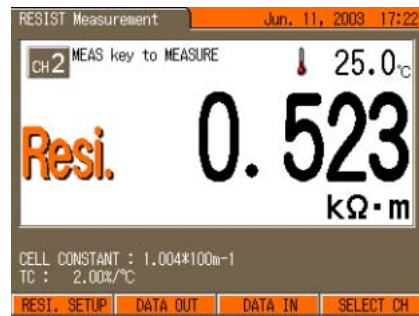 RESIST Measurement Jun. 11, 2003 17:22
CH2 MEAS key to MEASURE 25.0℃
Resi. 0.523
kΩ·m
CELL CONSTANT : 1.004*100m-1
TC : 2.00%/℃
RESI. SETUP DATA OUT DATA IN SELECT CH